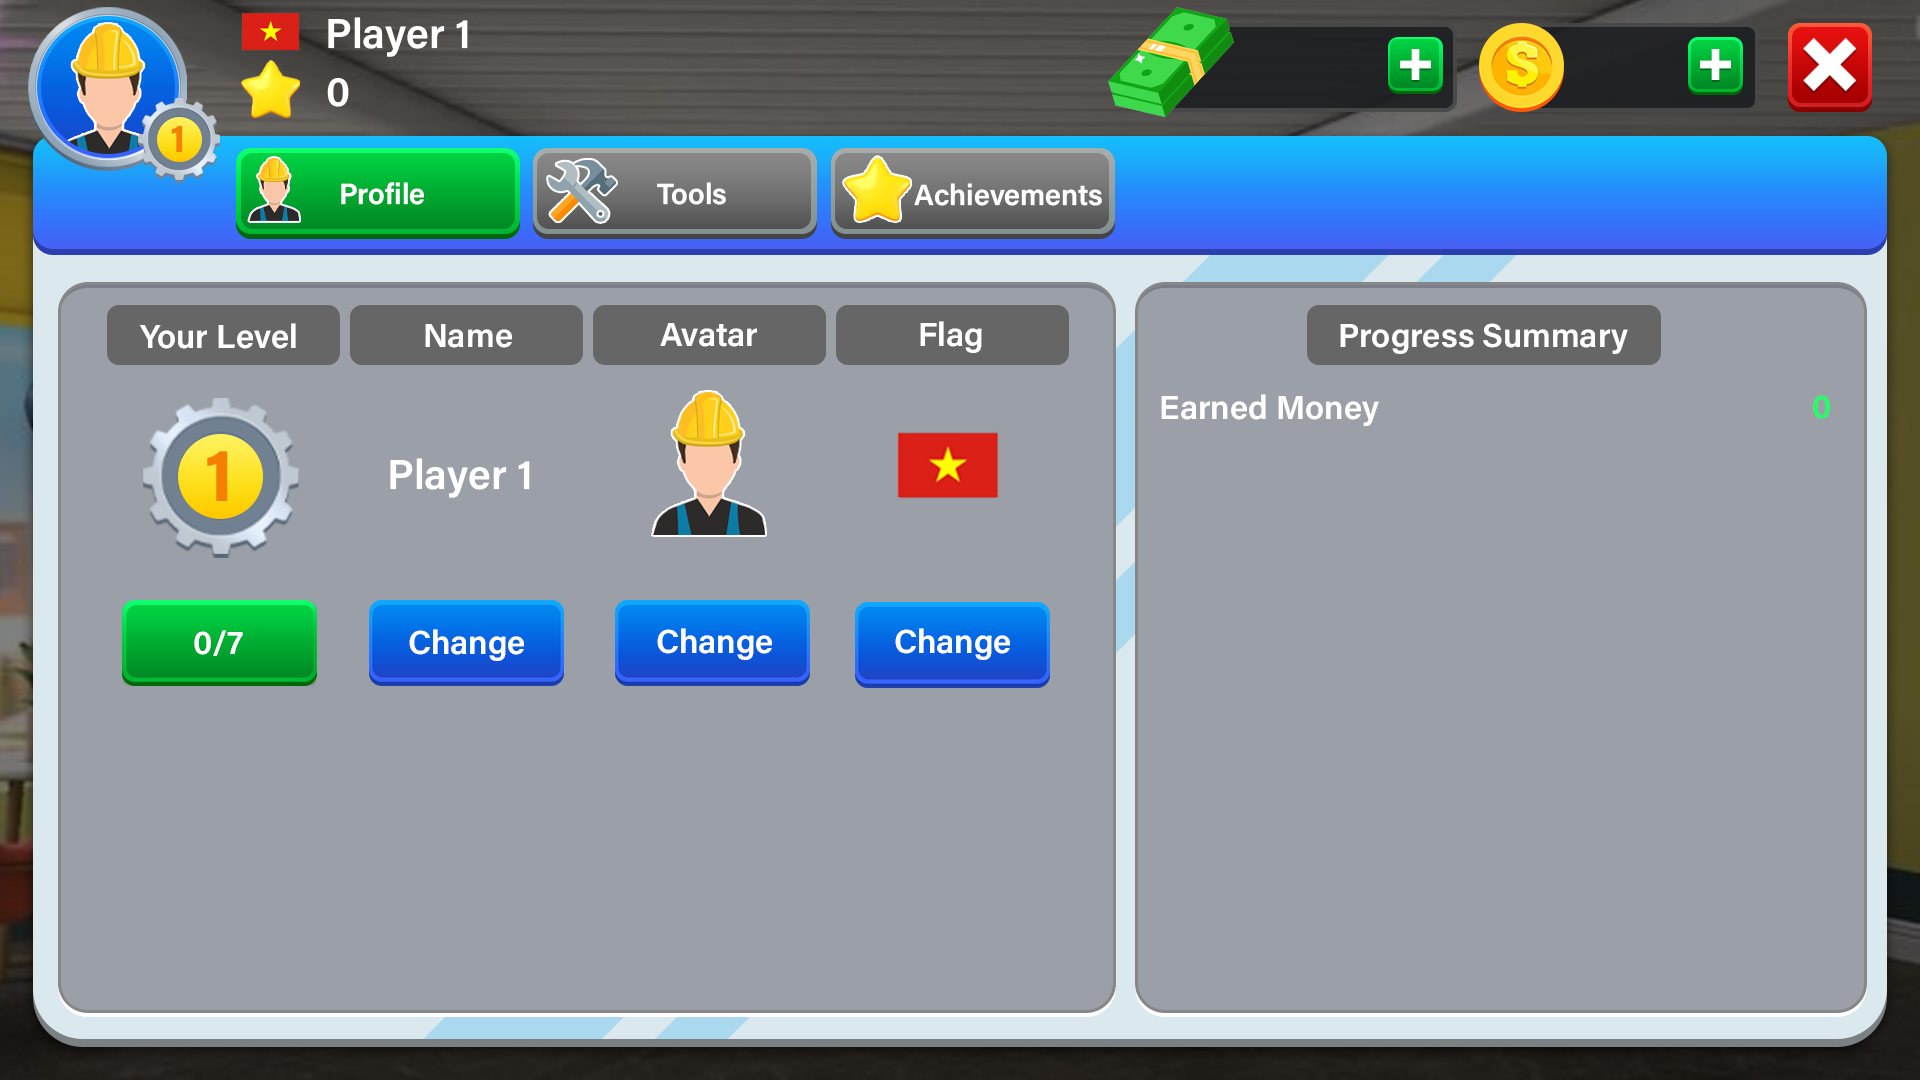 Player 1
0
1
S
Profile
Tools
Achievements
Your Level
Name
Avatar
Flag
Progress Summary
Earned Money
0
1
Player 1
0/7
Change
Change
Change